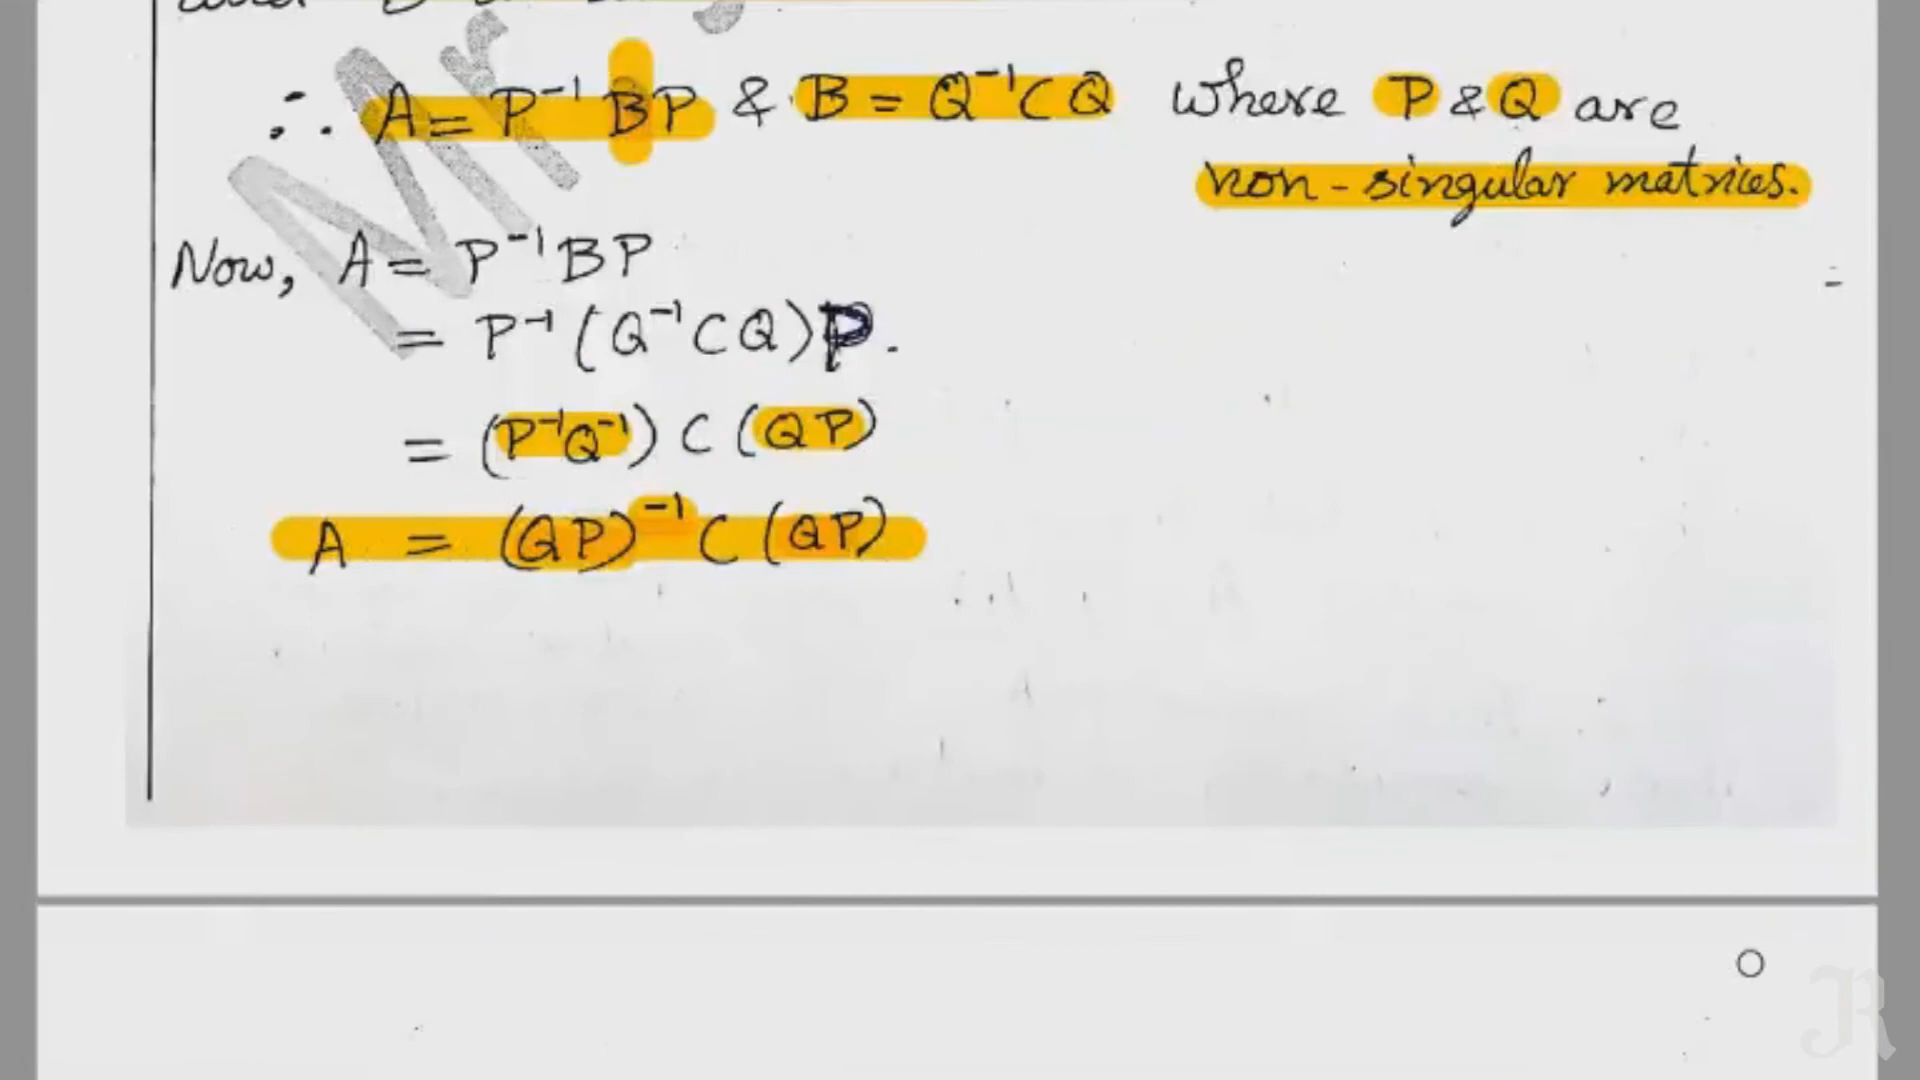 ∴ A = P⁻¹BP & B = Q⁻¹CQ where P & Q are
non-singular matrices.
Now, A = P⁻¹BP
= P⁻¹(Q⁻¹CQ)P.
= (P⁻¹Q⁻¹) C (QP)
A = (QP)⁻¹ C (QP)